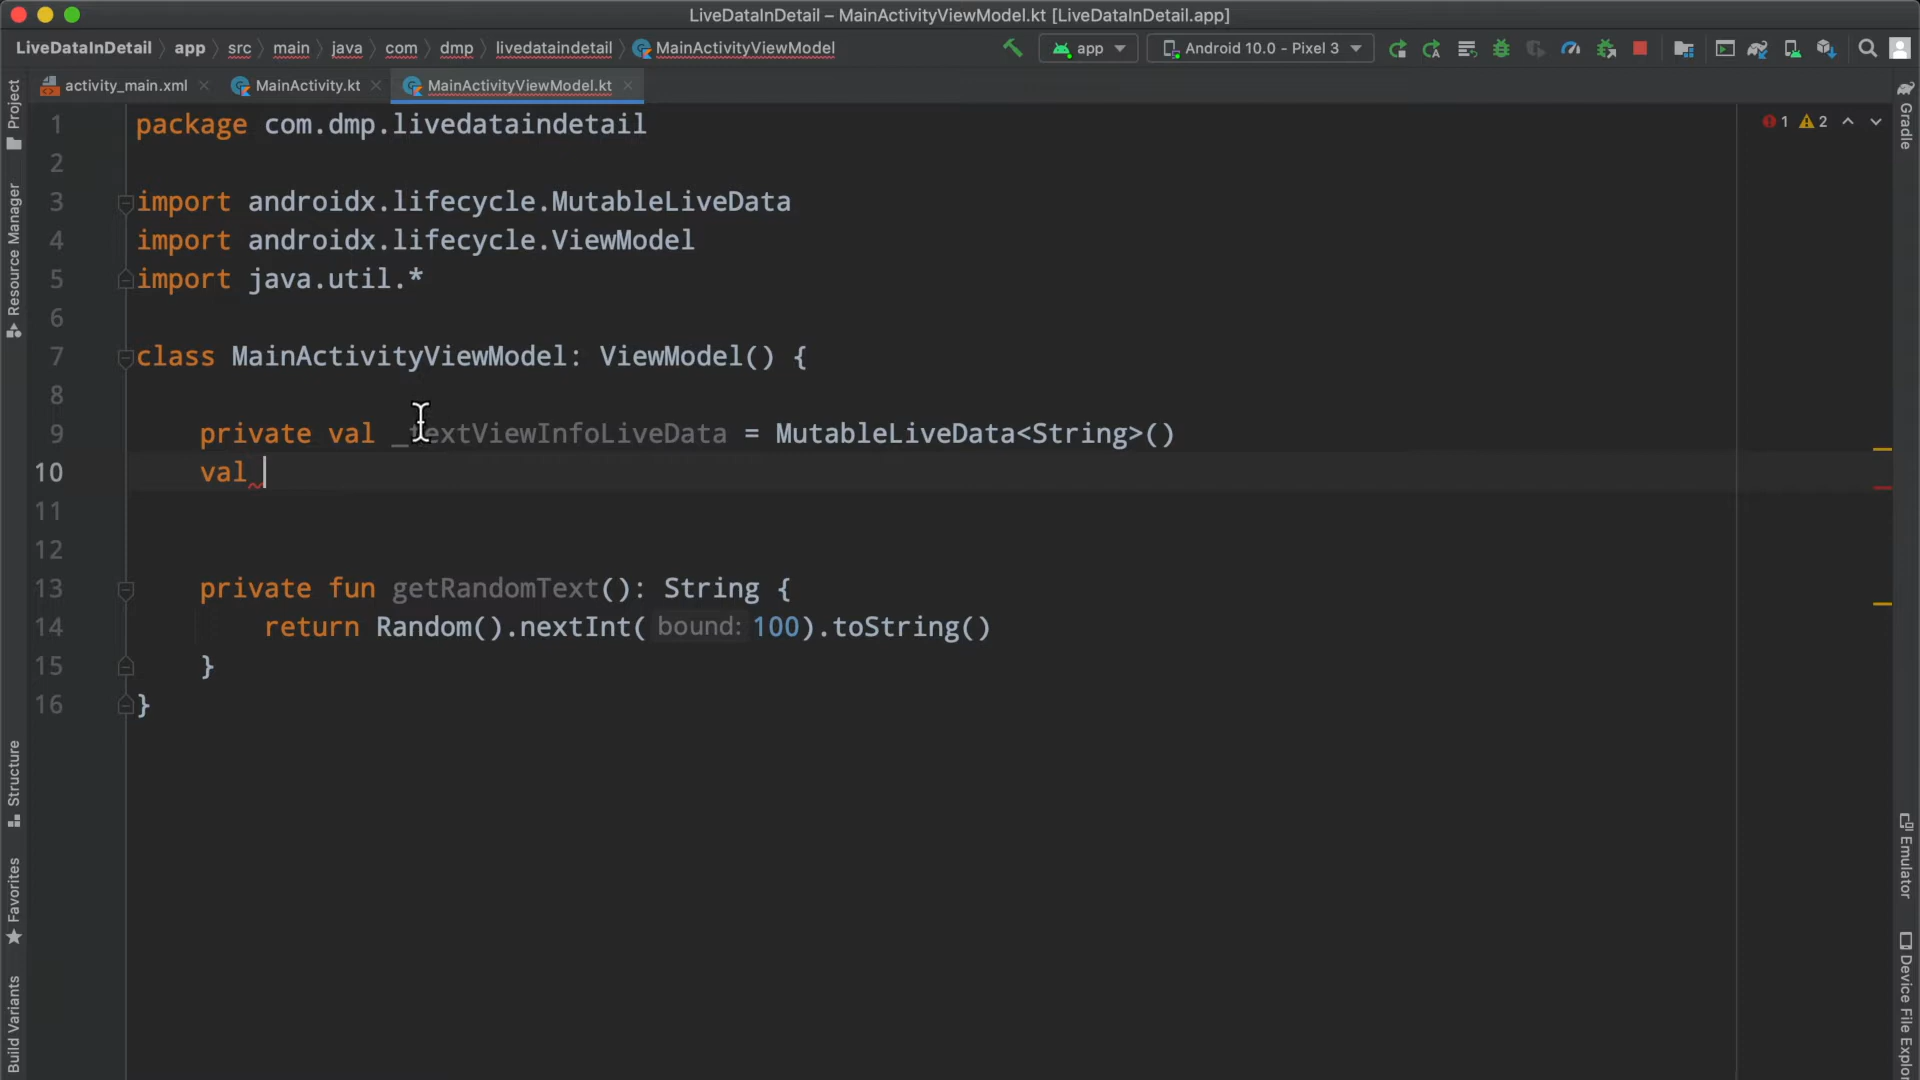 LiveDataInDetail – MainActivityViewModel.kt [LiveDataInDetail.app]
LiveDataInDetail app src main java com dmp livedataindetail MainActivityViewModel app Android 10.0 - Pixel 3
activity_main.xml MainActivity.kt MainActivityViewModel.kt
Project
Resource Manager
Structure
Favorites
Build Variants
1 package com.dmp.livedataindetail
2
3 import androidx.lifecycle.MutableLiveData
4 import androidx.lifecycle.ViewModel
5 import java.util.*
6
7 class MainActivityViewModel: ViewModel() {
8
9 private val _textViewInfoLiveData = MutableLiveData<String>()
10 val
11
12
13 private fun getRandomText(): String {
14 return Random().nextInt( bound: 100).toString()
15 }
16 }
1 2
Gradle
Emulator
Device File Explor